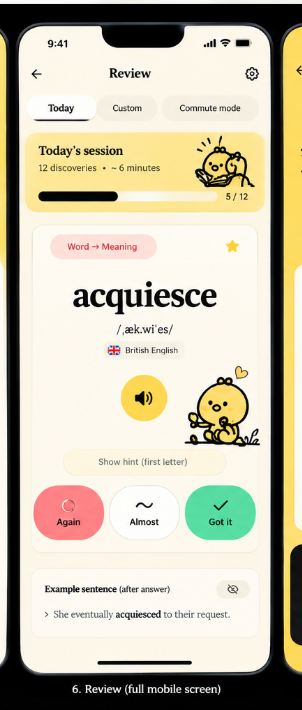 9:41
Review
Today Custom Commute mode
Today's session
12 discoveries • ~ 6 minutes
5 / 12
Word → Meaning
acquiesce
/ˌæk.wiˈes/
British English
Show hint (first letter)
Again Almost Got it
Example sentence (after answer)
> She eventually acquiesced to their request.
6. Review (full mobile screen)